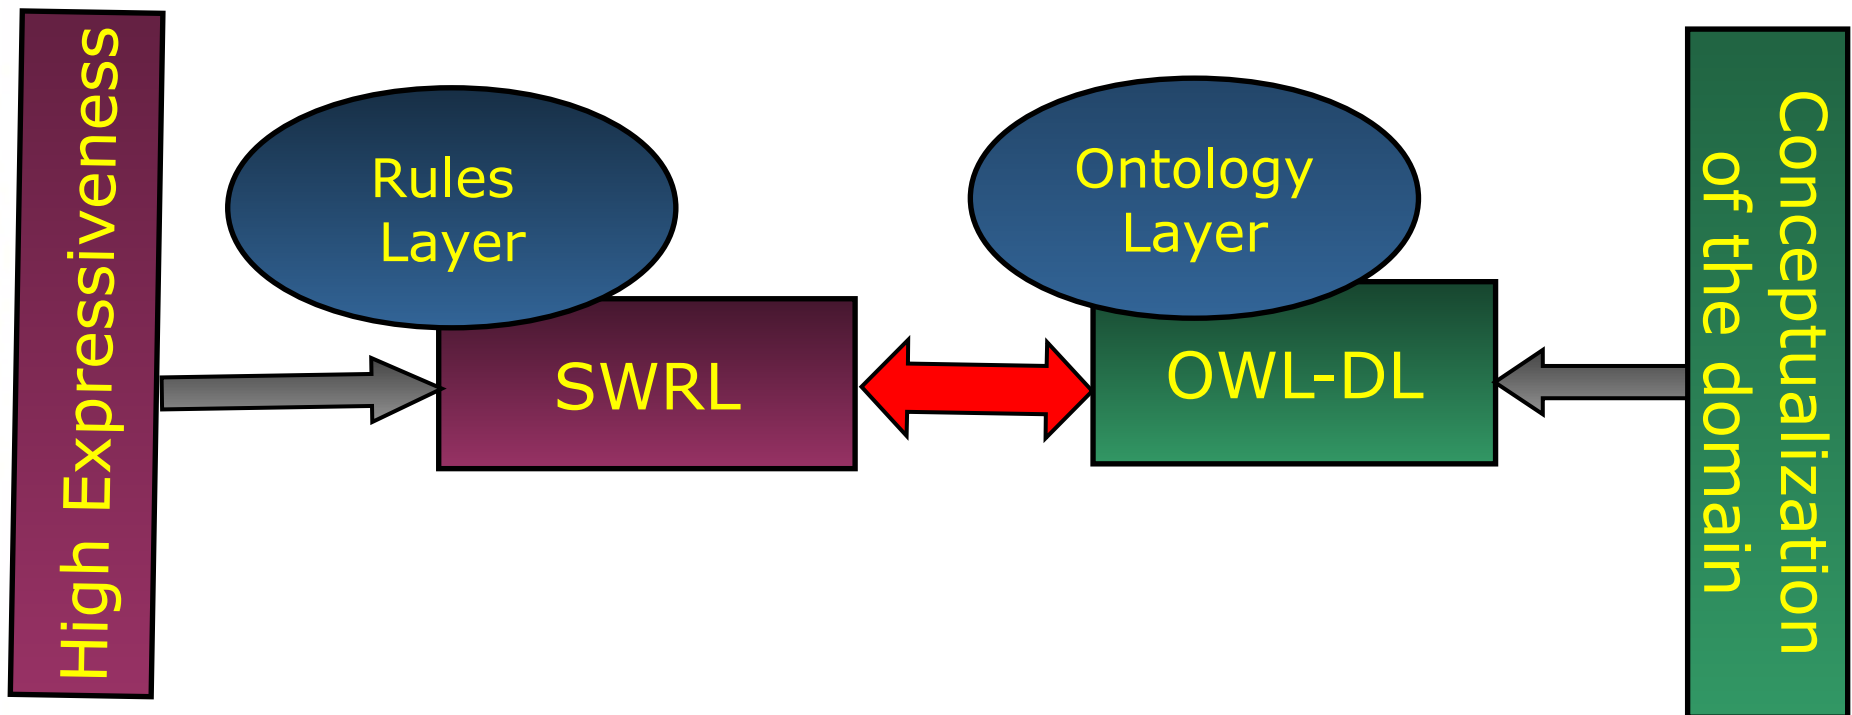 High Expressiveness
Rules
Layer
SWRL
Ontology
Layer
OWL-DL
Conceptualization
of the domain